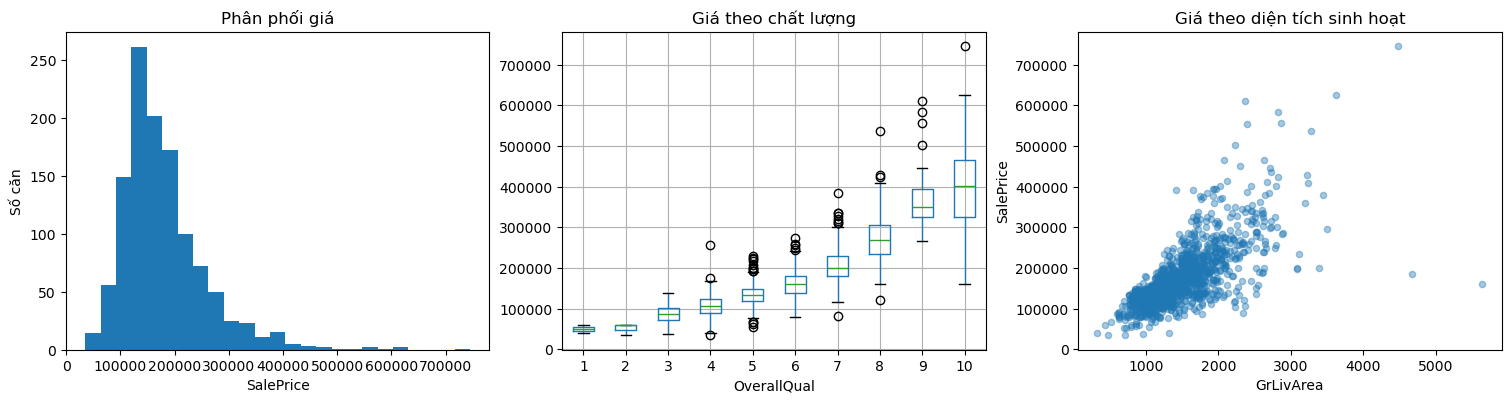 Phân phối giá
Số căn
250
200
150
100
50
0
0 100000 200000 300000 400000 500000 600000 700000
SalePrice
Giá theo chất lượng
700000
600000
500000
400000
300000
200000
100000
0
1 2 3 4 5 6 7 8 9 10
OverallQual
Giá theo diện tích sinh hoạt
SalePrice
700000
600000
500000
400000
300000
200000
100000
0
1000 2000 3000 4000 5000
GrLivArea